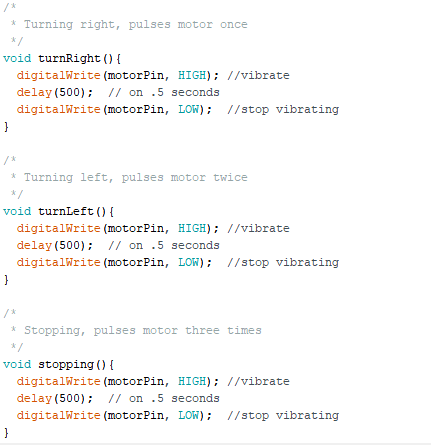 /*
 * Turning right, pulses motor once
 */
void turnRight(){
  digitalWrite(motorPin, HIGH); //vibrate
  delay(500);  // on .5 seconds
  digitalWrite(motorPin, LOW);  //stop vibrating
}

/*
 * Turning left, pulses motor twice
 */
void turnLeft(){
  digitalWrite(motorPin, HIGH); //vibrate
  delay(500);  // on .5 seconds
  digitalWrite(motorPin, LOW);  //stop vibrating
}

/*
 * Stopping, pulses motor three times
 */
void stopping(){
  digitalWrite(motorPin, HIGH); //vibrate
  delay(500);  // on .5 seconds
  digitalWrite(motorPin, LOW);  //stop vibrating
}